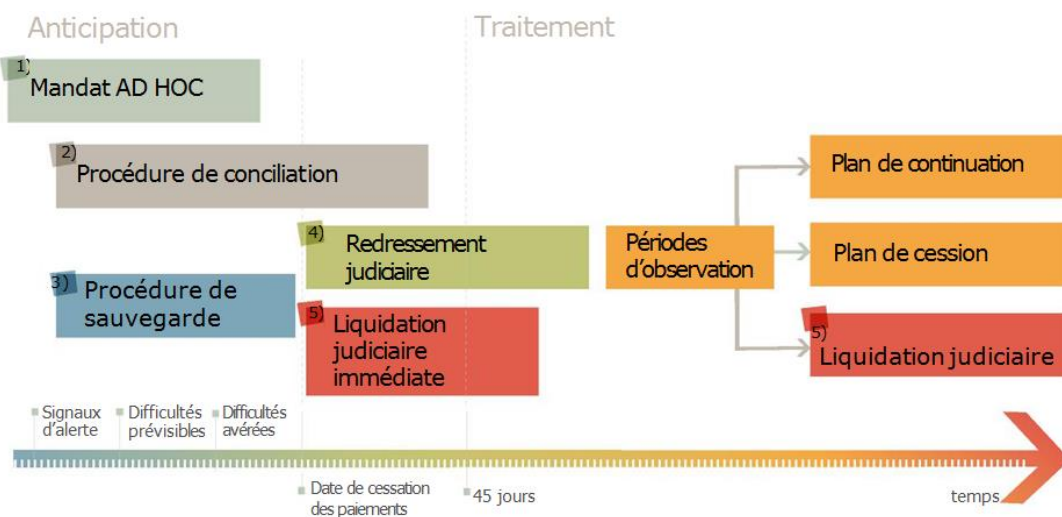 Anticipation
Traitement
1)
Mandat AD HOC
2)
Procédure de conciliation
3)
Procédure de
sauvegarde
4)
Redressement
judiciaire
5)
Liquidation
judiciaire
immédiate
Périodes
d'observation
Plan de continuation
Plan de cession
5)
Liquidation judiciaire
Signaux
d'alerte
Difficultés
prévisibles
Difficultés
avérées
Date de cessation
des paiements
45 jours
temps